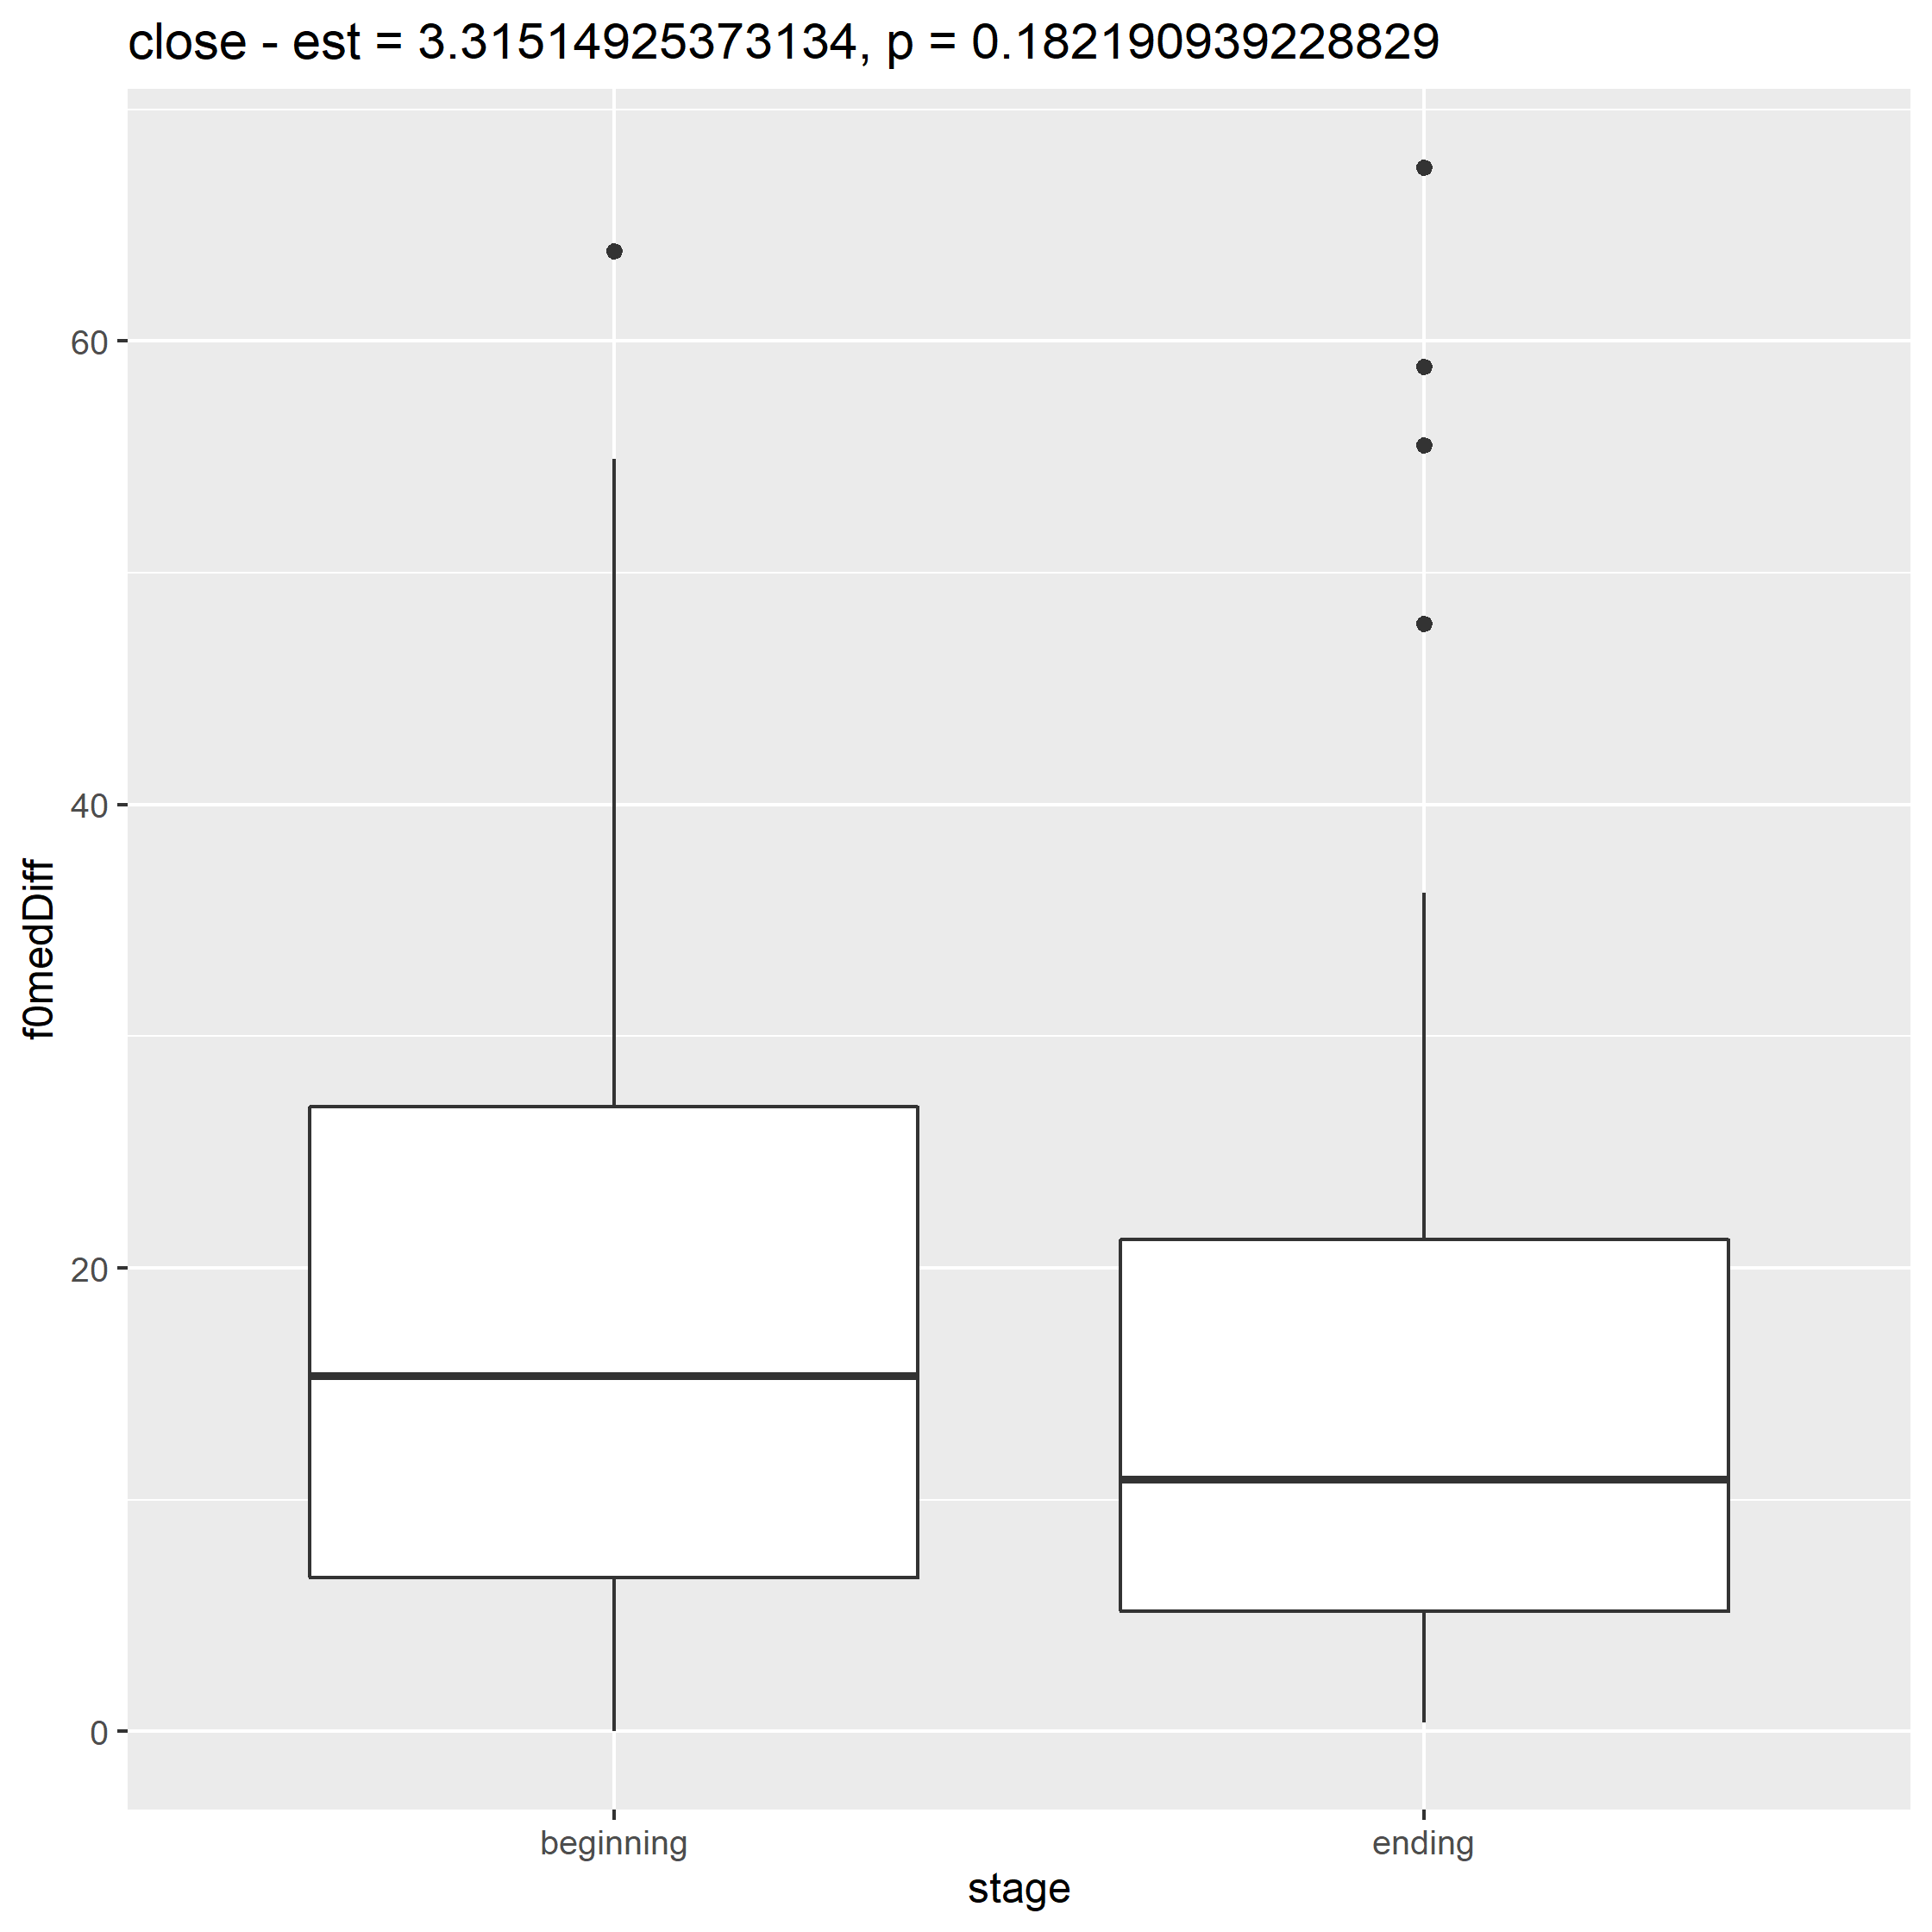 close - est = 3.31514925373134, p = 0.182190939228829
f0medDiff
60
40
20
0
beginning ending
stage